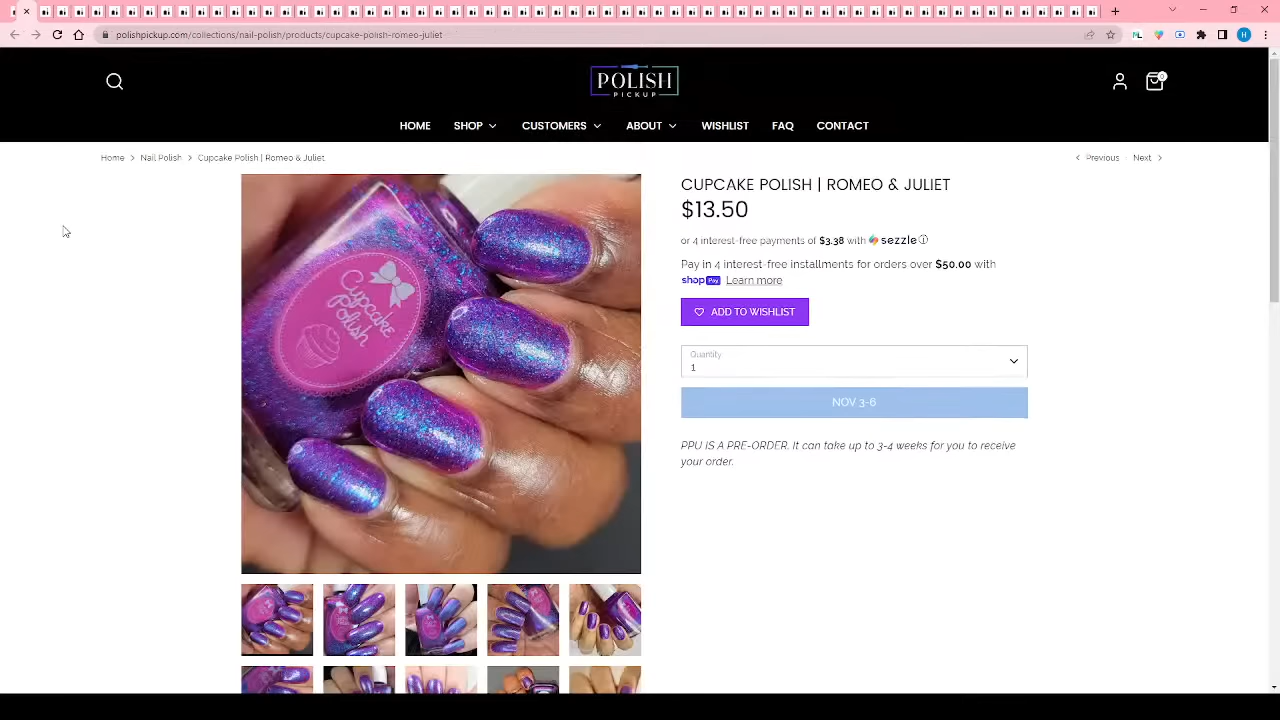 polishpickup.com/collections/nail-polish/products/cupcake-polish-romeo-juliet
H
POLISH
PICKUP
0
HOME SHOP CUSTOMERS ABOUT WISHLIST FAQ CONTACT
Home > Nail Polish > Cupcake Polish | Romeo & Juliet
Previous Next
CUPCAKE POLISH | ROMEO & JULIET
$13.50
or 4 interest-free payments of $3.38 with sezzle
Pay in 4 interest-free installments for orders over $50.00 with
shop Pay Learn more
ADD TO WISHLIST
Quantity
1
NOV 3-6
PPU IS A PRE-ORDER. It can take up to 3-4 weeks for you to receive
your order.
Cupcake
Polish